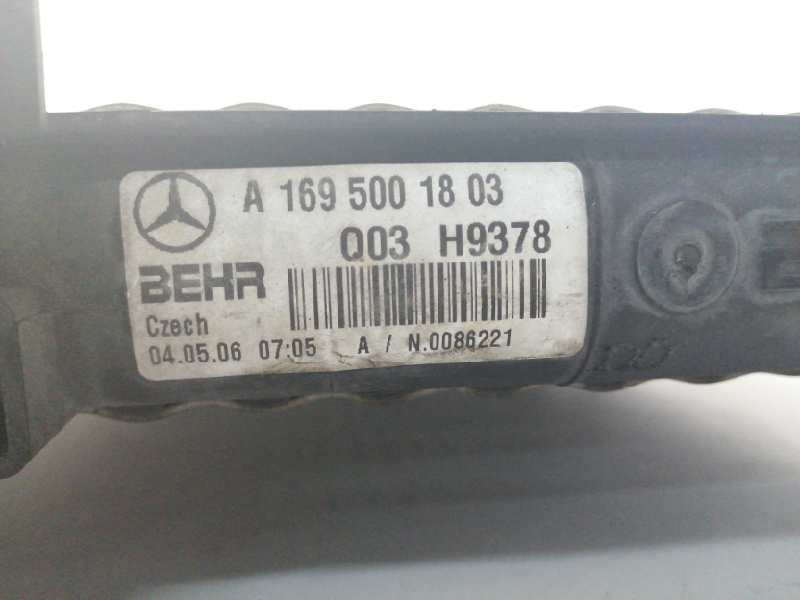 A 169 500 18 03
Q03 H9378
BEHR
Czech
04.05.06 07:05 A / N.0086221